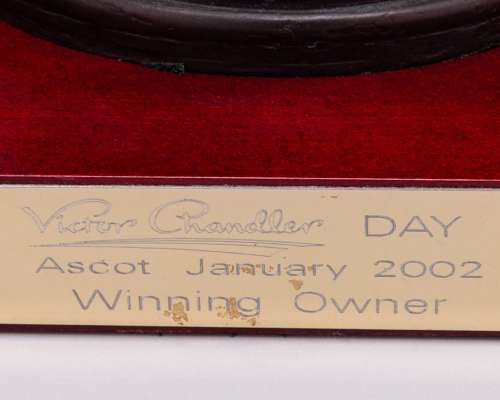 Victor Chandler DAY
Ascot January 2002
Winning Owner